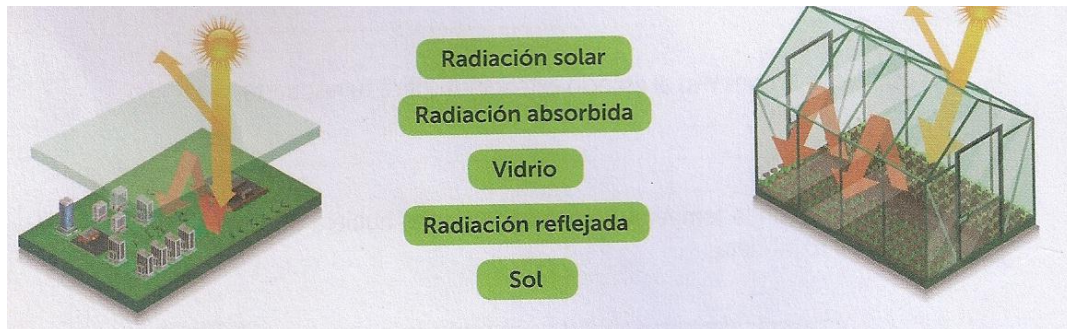 Radiación solar
Radiación absorbida
Vidrio
Radiación reflejada
Sol